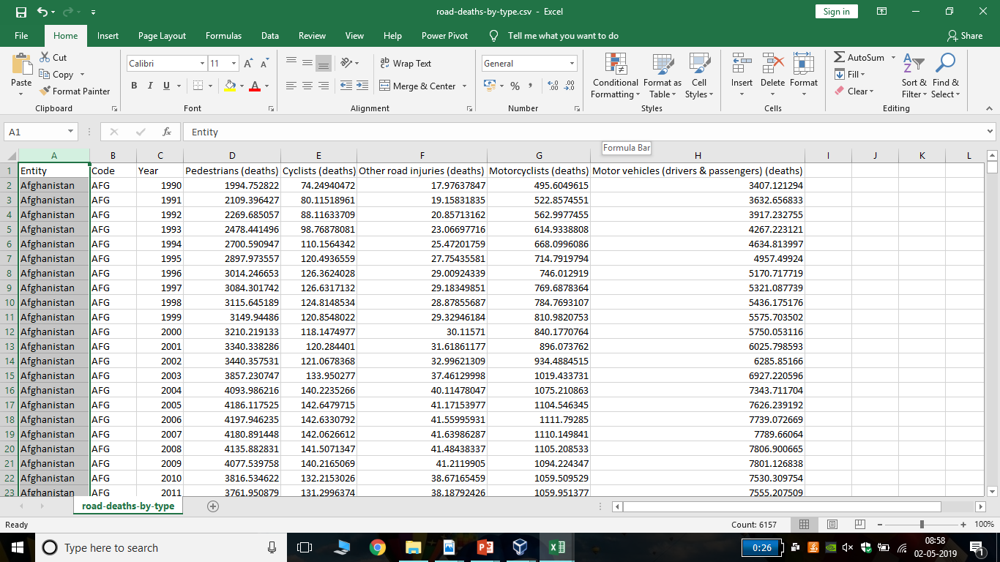 road-deaths-by-type.csv - Excel
Sign in
File Home Insert Page Layout Formulas Data Review View Help Power Pivot Tell me what you want to do Share
Paste
Cut
Copy
Format Painter
Clipboard
Calibri 11
B I U
Font
Wrap Text
Merge & Center
Alignment
General
%
Number
Conditional Formatting
Format as Table
Cell Styles
Styles
Insert Delete Format
Cells
AutoSum
Fill
Clear
Sort & Filter
Find & Select
Editing
A1 fx Entity
Formula Bar
A B C D E F G H I J K L
1 Entity Code Year Pedestrians (deaths) Cyclists (deaths) Other road injuries (deaths) Motorcyclists (deaths) Motor vehicles (drivers & passengers) (deaths)
2 Afghanistan AFG 1990 1994.752822 74.24940472 17.97637847 495.6049615 3407.121294
3 Afghanistan AFG 1991 2109.396427 80.11518961 19.15831835 522.8574551 3632.656833
4 Afghanistan AFG 1992 2269.685057 88.11633709 20.85713162 562.9977455 3917.232755
5 Afghanistan AFG 1993 2478.441496 98.76878081 23.06697716 614.9338808 4267.223121
6 Afghanistan AFG 1994 2700.590947 110.1564342 25.47201759 668.0996086 4634.813997
7 Afghanistan AFG 1995 2897.973557 120.4936559 27.75435581 714.7919794 4957.49924
8 Afghanistan AFG 1996 3014.246653 126.3624028 29.00924339 746.012919 5170.717719
9 Afghanistan AFG 1997 3084.301742 126.6317132 29.18349851 769.6878364 5321.087739
10 Afghanistan AFG 1998 3115.645189 124.8148534 28.87855687 784.7693107 5436.175176
11 Afghanistan AFG 1999 3149.94486 120.8548022 29.32946184 810.9820753 5575.703502
12 Afghanistan AFG 2000 3210.219133 118.1474977 30.11571 840.1770764 5750.053116
13 Afghanistan AFG 2001 3340.338286 120.284401 31.61861177 896.073762 6025.798593
14 Afghanistan AFG 2002 3440.357531 121.0678368 32.99621309 934.4884515 6285.85166
15 Afghanistan AFG 2003 3857.230747 133.950277 37.46129998 1019.433731 6927.220596
16 Afghanistan AFG 2004 4093.986216 140.2235266 40.11478047 1075.210863 7343.711704
17 Afghanistan AFG 2005 4186.117525 142.6479715 41.17153977 1104.546345 7626.239192
18 Afghanistan AFG 2006 4197.946235 142.6330792 41.55995931 1111.79285 7739.072669
19 Afghanistan AFG 2007 4180.891448 142.0626612 41.63986287 1110.149841 7789.66064
20 Afghanistan AFG 2008 4135.882831 141.5071347 41.48438337 1105.208533 7806.900665
21 Afghanistan AFG 2009 4077.539758 140.2165069 41.2119905 1094.224347 7801.126838
22 Afghanistan AFG 2010 3816.534622 132.2153026 38.67165459 1059.509529 7530.309754
23 Afghanistan AFG 2011 3761.950879 131.2996374 38.18792426 1059.951377 7555.207509
road-deaths-by-type
Ready
Count: 6157
100%
Type here to search
0:26
08:58
02-05-2019
1